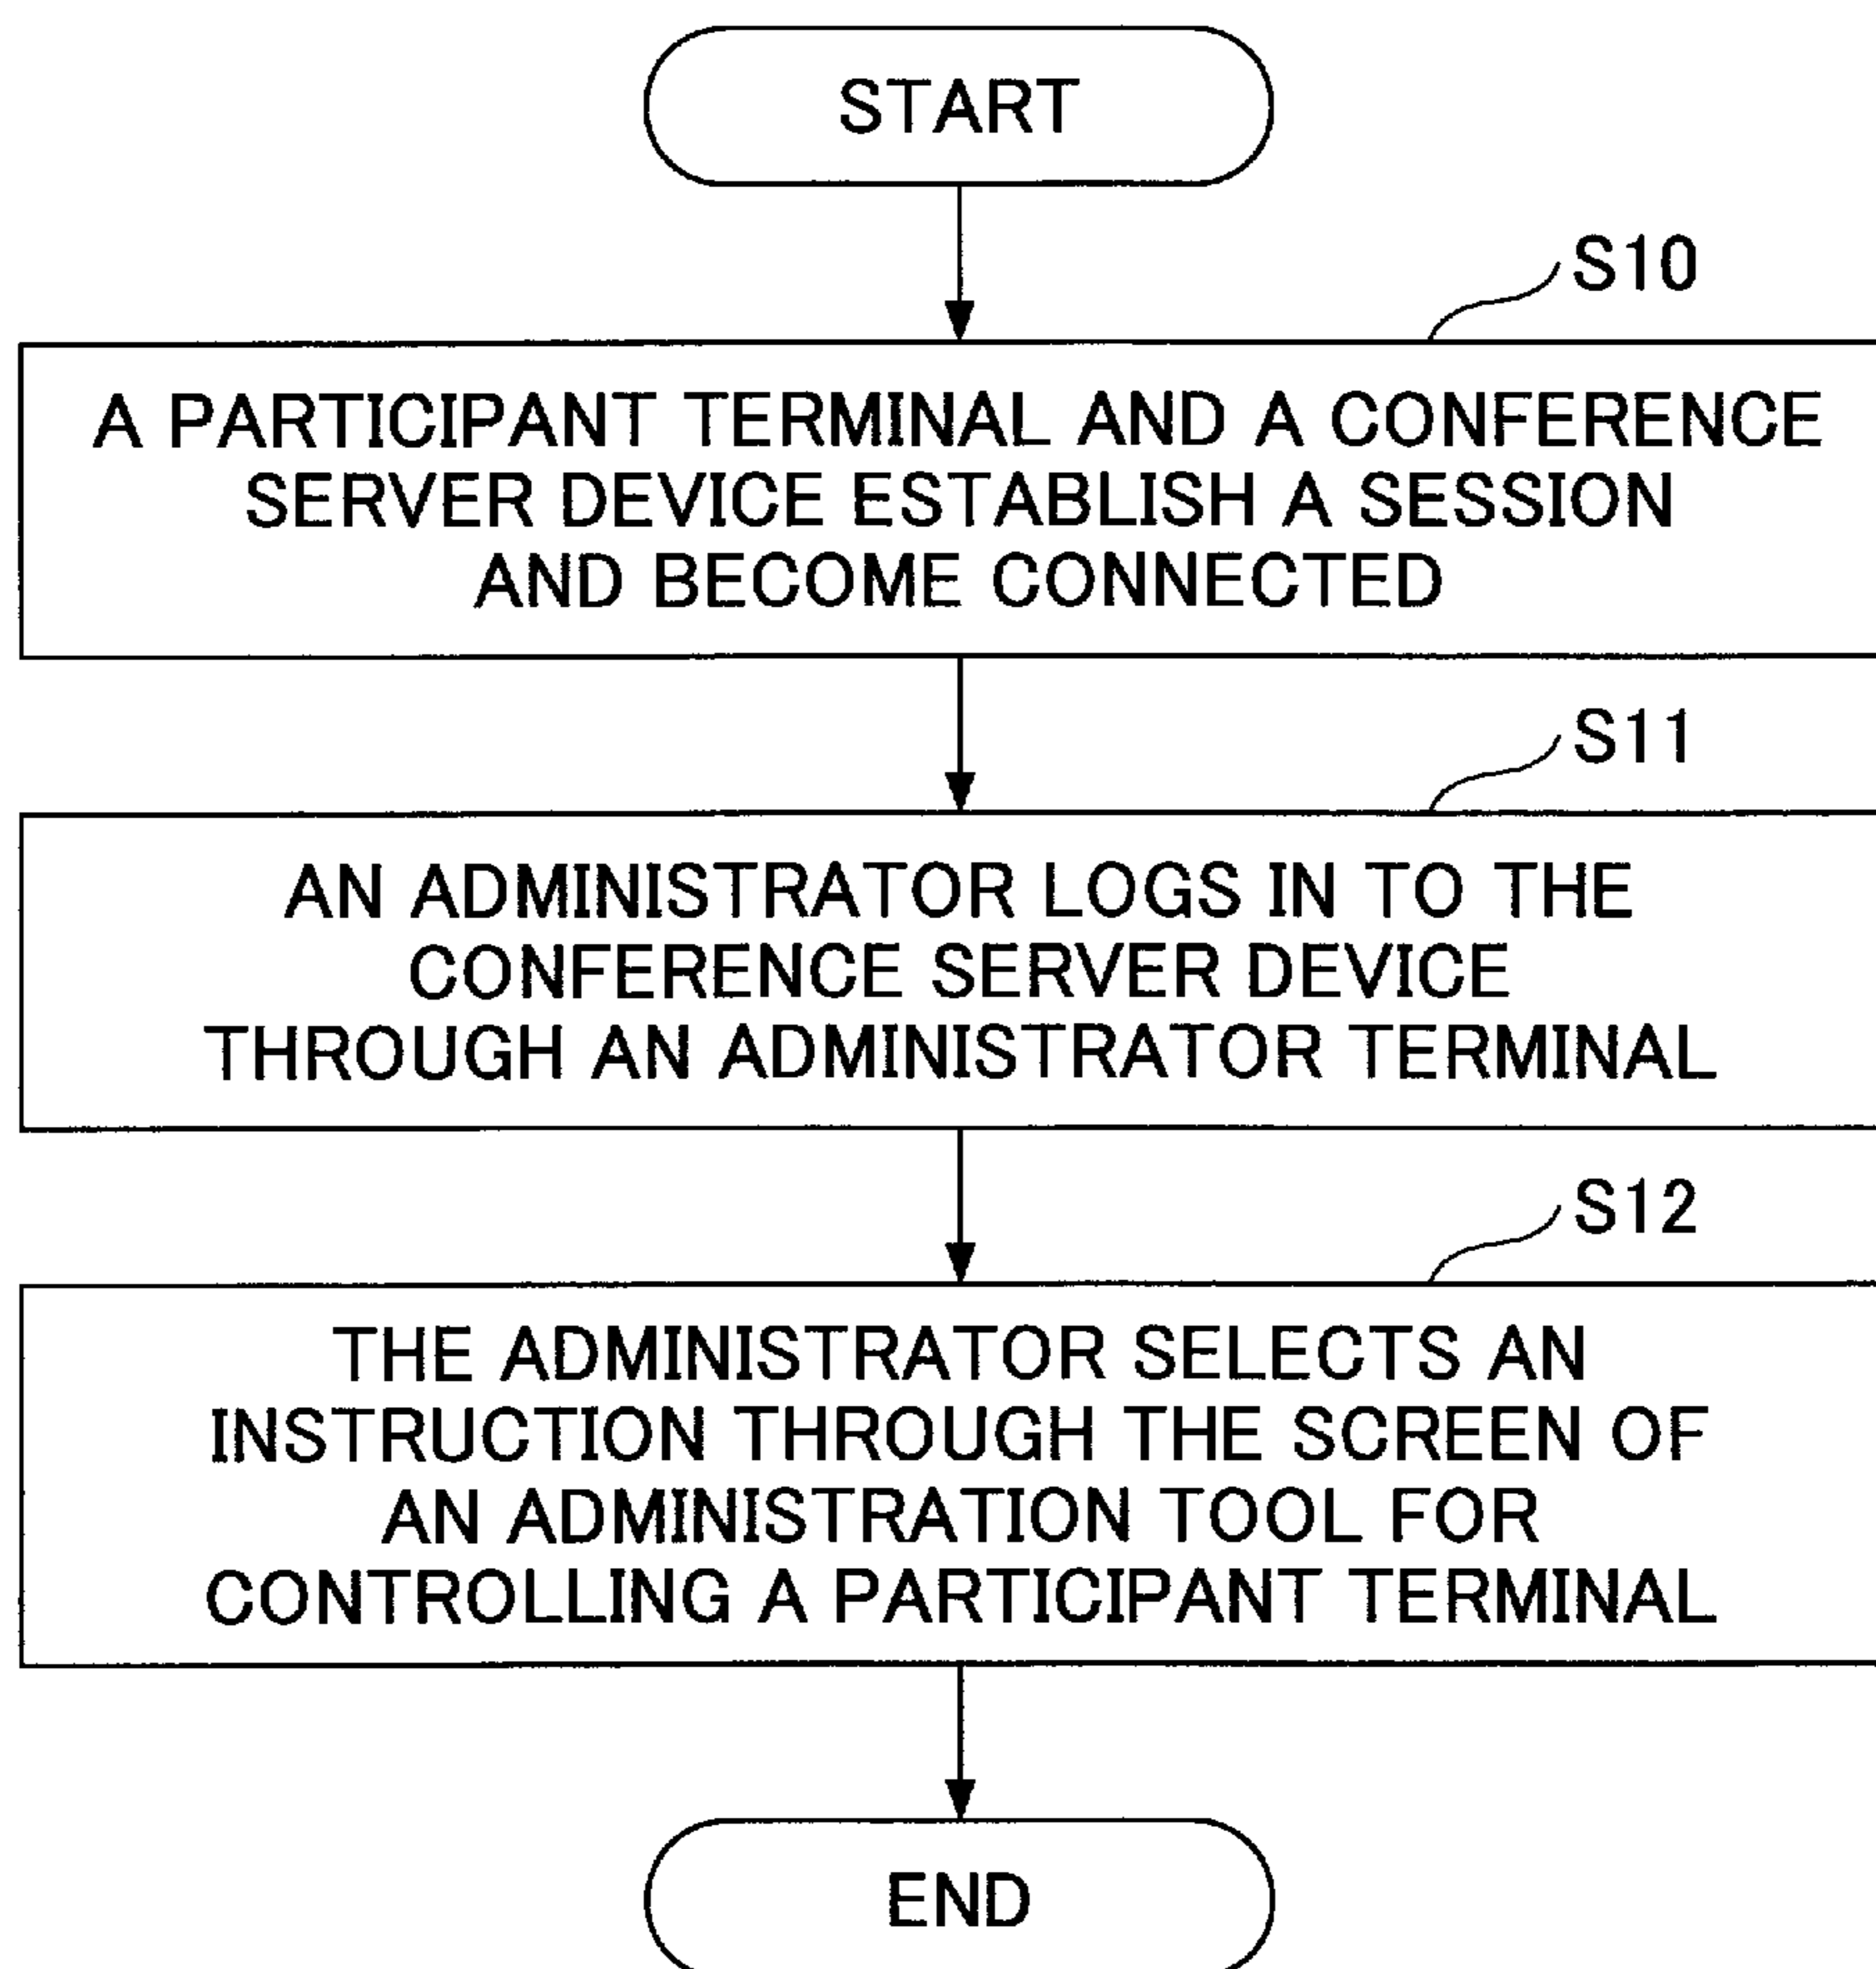 START
S10
A PARTICIPANT TERMINAL AND A CONFERENCE
SERVER DEVICE ESTABLISH A SESSION
AND BECOME CONNECTED
S11
AN ADMINISTRATOR LOGS IN TO THE
CONFERENCE SERVER DEVICE
THROUGH AN ADMINISTRATOR TERMINAL
S12
THE ADMINISTRATOR SELECTS AN
INSTRUCTION THROUGH THE SCREEN OF
AN ADMINISTRATION TOOL FOR
CONTROLLING A PARTICIPANT TERMINAL
END